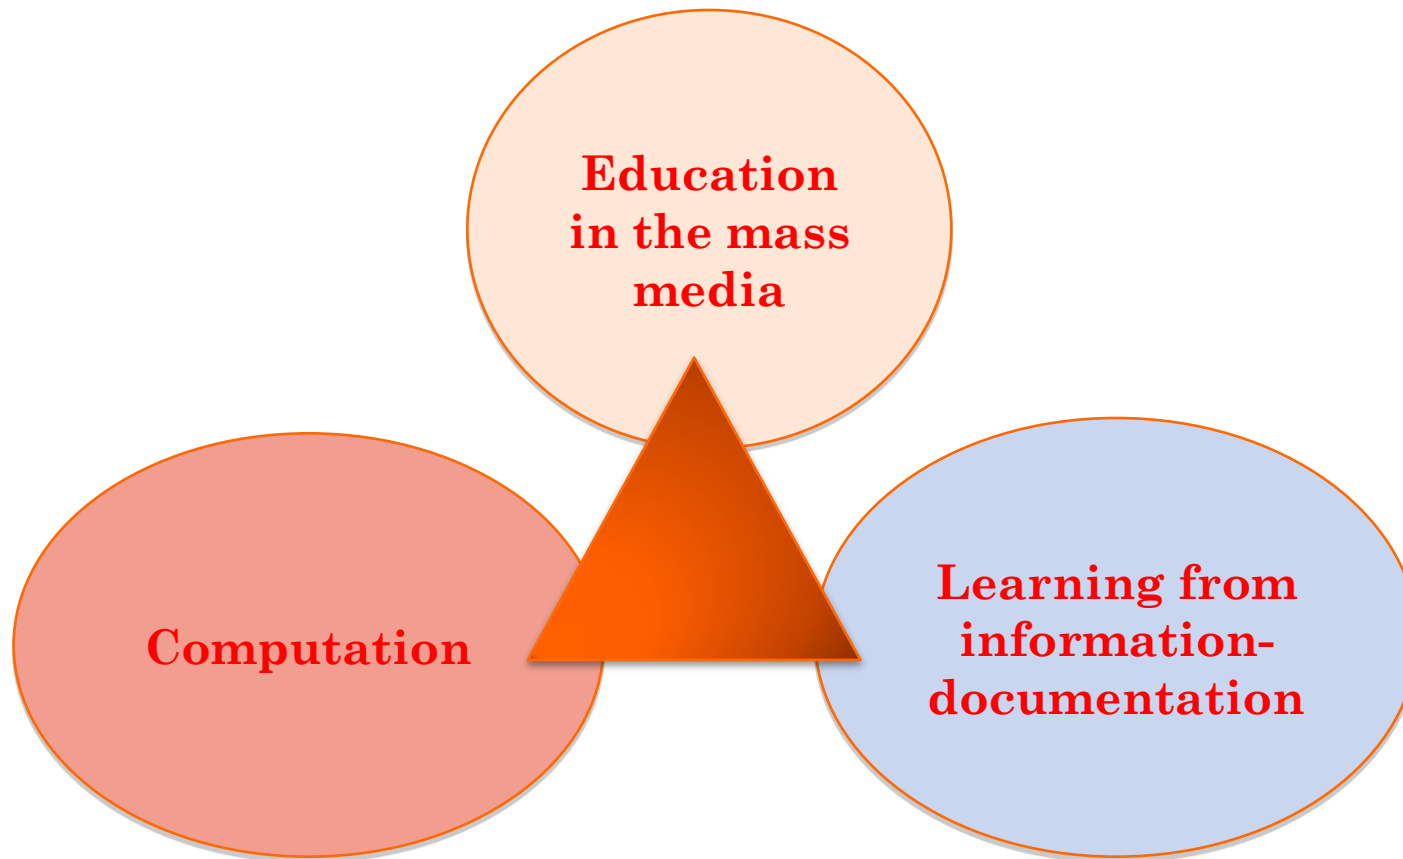 Education
in the mass
media
Computation
Learning from
information-
documentation